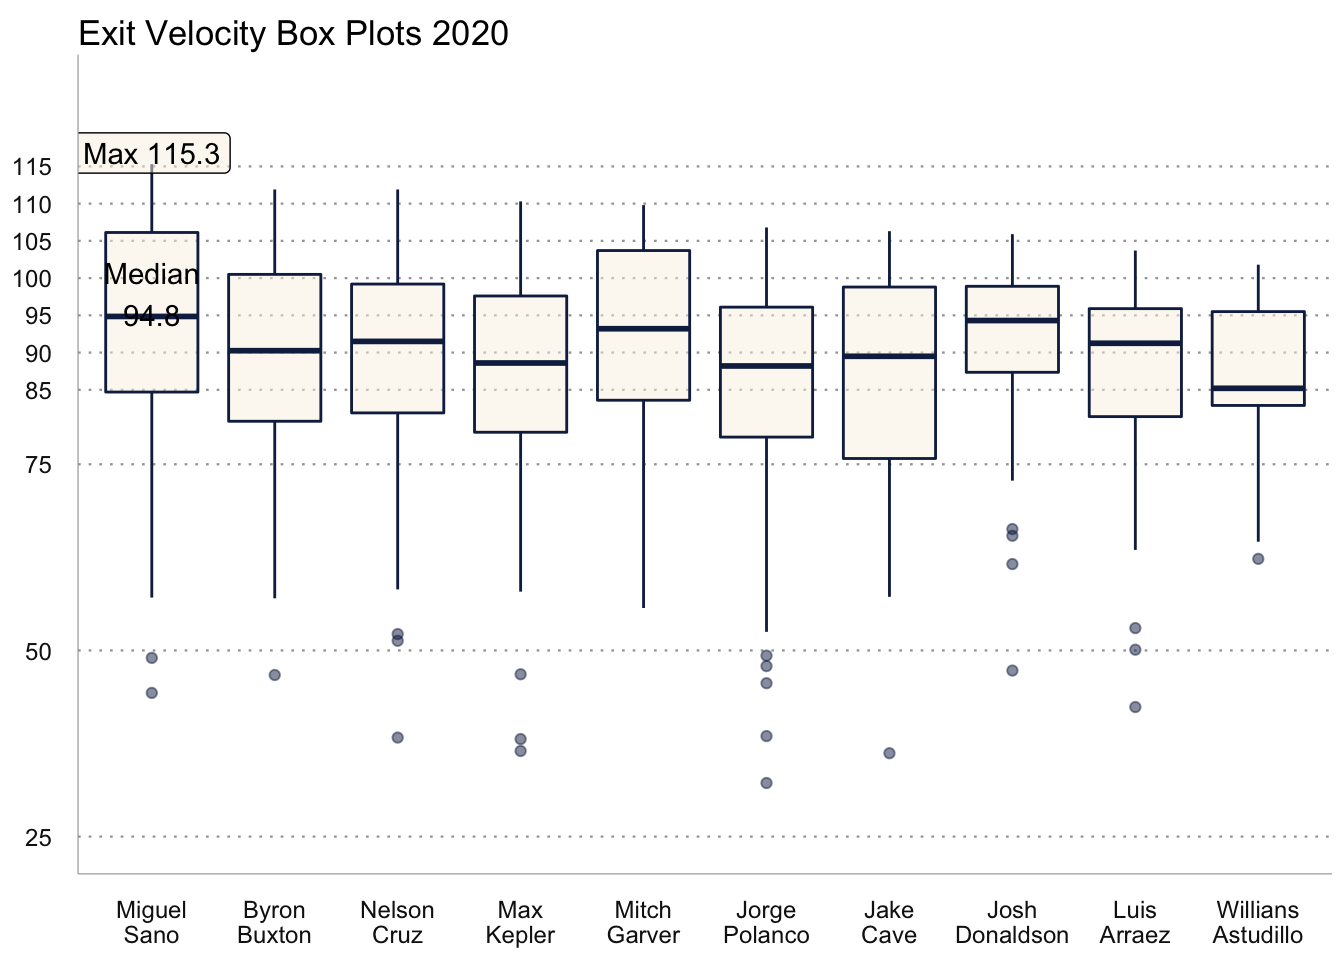 Exit Velocity Box Plots 2020
Max 115.3
Median
94.8
115
110
105
100
95
90
85
75
50
25
Miguel
Sano
Byron
Buxton
Nelson
Cruz
Max
Kepler
Mitch
Garver
Jorge
Polanco
Jake
Cave
Josh
Donaldson
Luis
Arraez
Willians
Astudillo